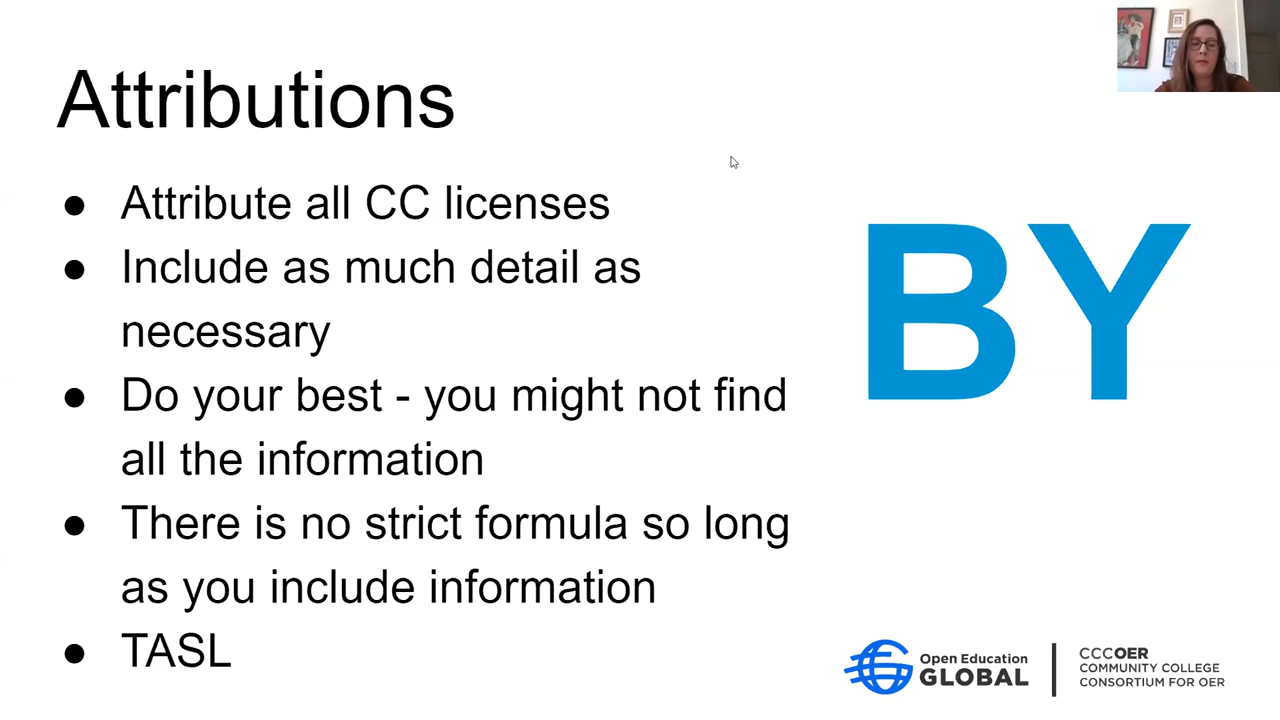 Attributions
● Attribute all CC licenses
● Include as much detail as
necessary
● Do your best - you might not find
all the information
● There is no strict formula so long
as you include information
● TASL
BY
Open Education
GLOBAL
CCCOER
COMMUNITY COLLEGE
CONSORTIUM FOR OER